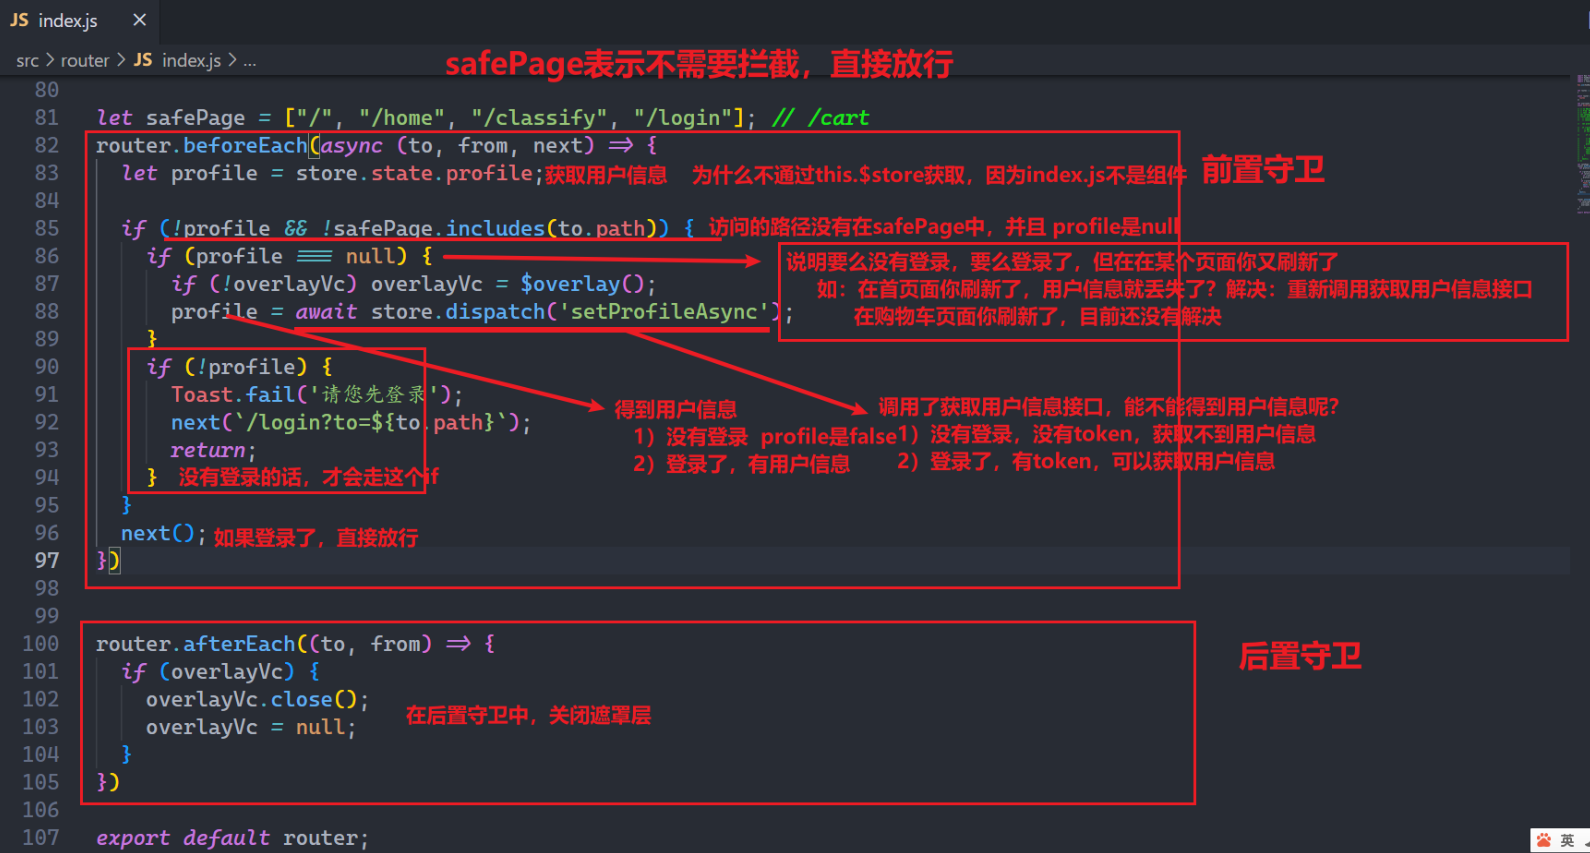 JS index.js ×
src > router > JS index.js > ...
safePage表示不需要拦截，直接放行
80
81 let safePage = ["/", "/home", "/classify", "/login"]; // /cart
82 router.beforeEach(async (to, from, next) => {
前置守卫
83 let profile = store.state.profile;获取用户信息 为什么不通过this.$store获取，因为index.js不是组件
84
85 if (!profile && !safePage.includes(to.path)) { 访问的路径没有在safePage中，并且 profile是null
86 if (profile === null) { 说明要么没有登录，要么登录了，但在在某个页面你又刷新了
87 if (!overlayVc) overlayVc = $overlay(); 如：在首页面你刷新了，用户信息就丢失了？解决：重新调用获取用户信息接口
88 profile = await store.dispatch('setProfileAsync'); 在购物车页面你刷新了，目前还没有解决
89 }
90 if (!profile) {
91 Toast.fail('请您先登录'); 得到用户信息 调用了获取用户信息接口，能不能得到用户信息呢？
92 next(`/login?to=${to.path}`); 1）没有登录 profile是false 1）没有登录，没有token，获取不到用户信息
93 return; 2）登录了，有用户信息 2）登录了，有token，可以获取用户信息
94 } 没有登录的话，才会走这个if
95 }
96 next(); 如果登录了，直接放行
97 })
98
99
100 router.afterEach((to, from) => {
后置守卫
101 if (overlayVc) {
102 overlayVc.close();
在后置守卫中，关闭遮罩层
103 overlayVc = null;
104 }
105 })
106
107 export default router;
英